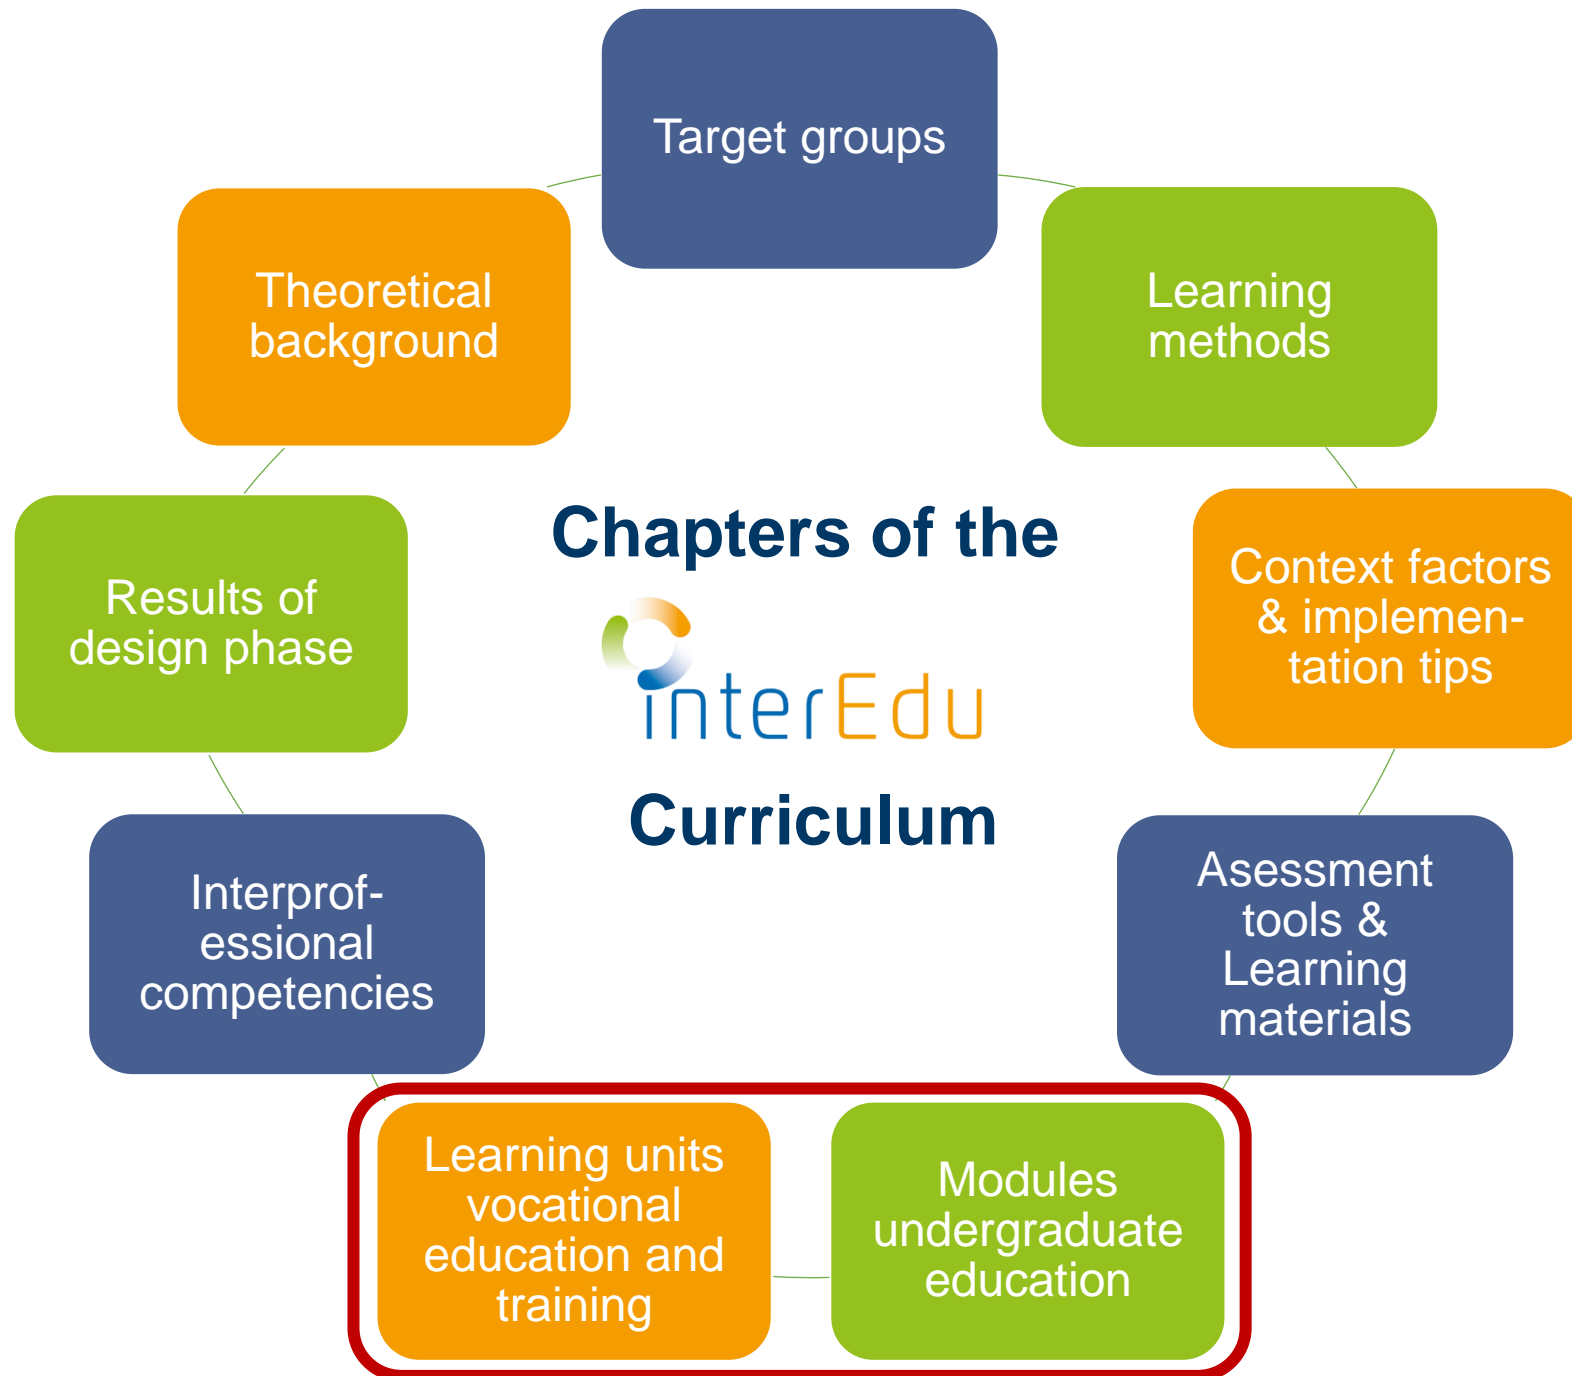 Target groups
Theoretical
background
Learning
methods
Chapters of the
interEdu
Curriculum
Results of
design phase
Context factors
& implemen-
tation tips
Interprof-
essional
competencies
Asessment
tools &
Learning
materials
Learning units
vocational
education and
training
Modules
undergraduate
education